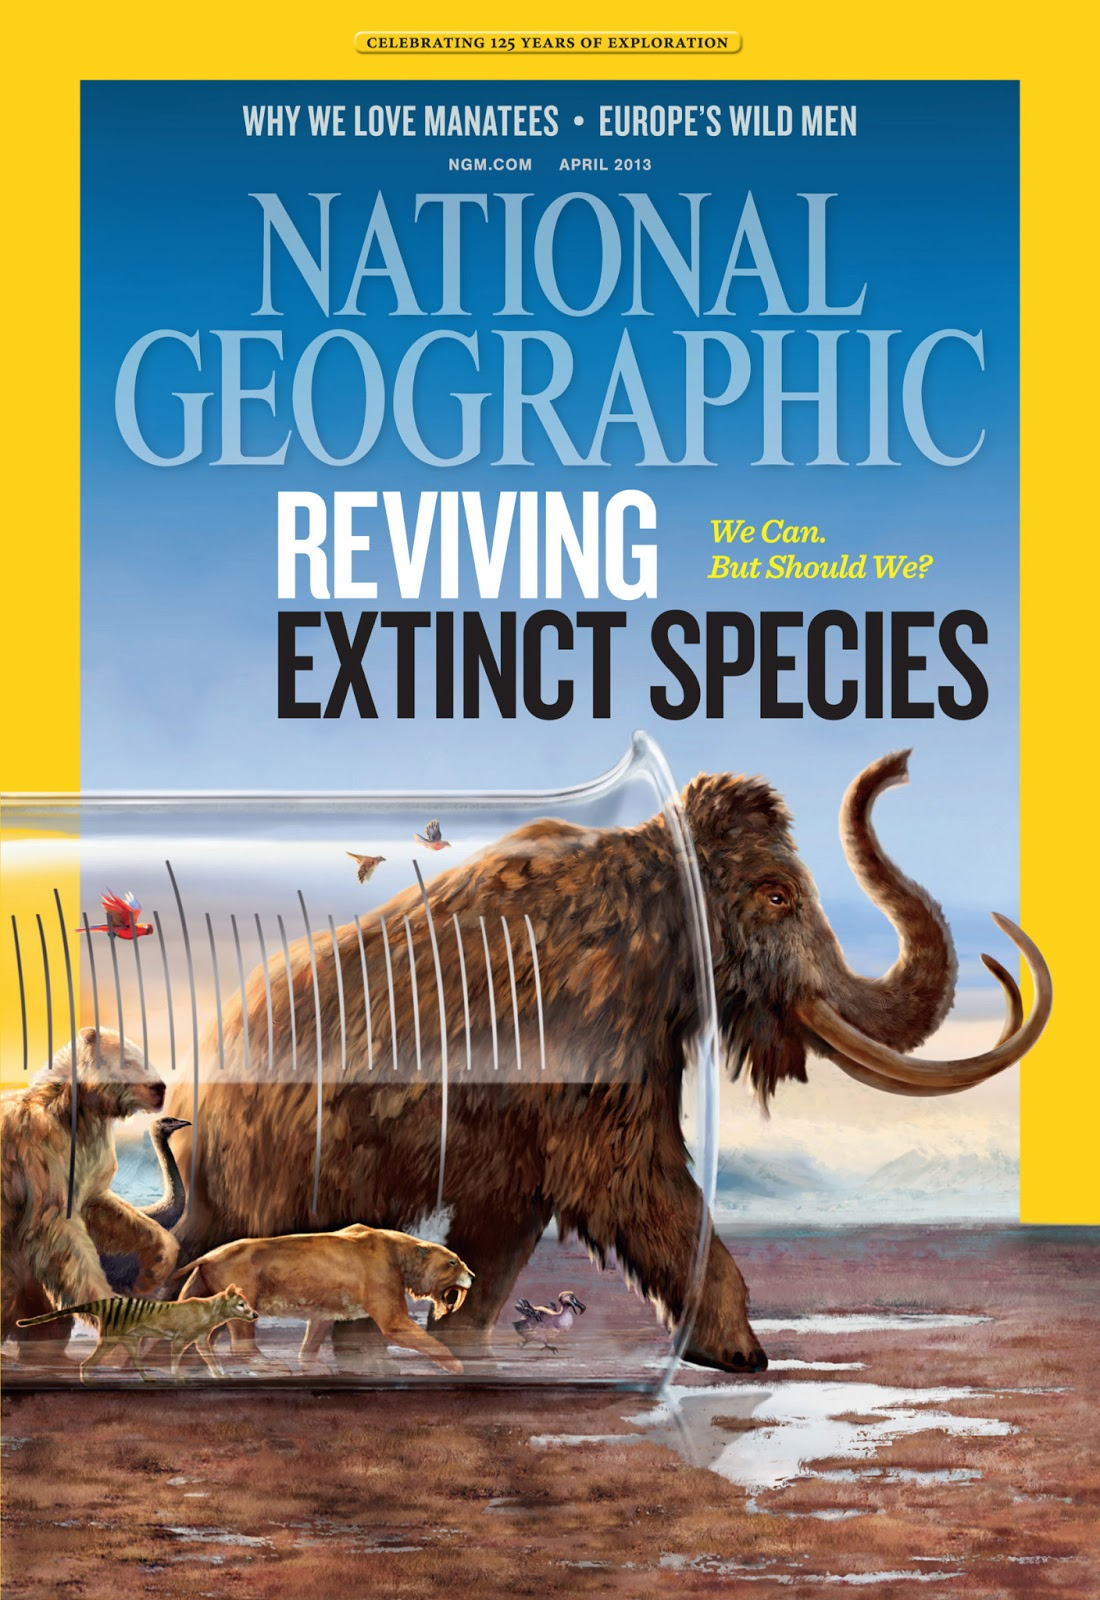 CELEBRATING 125 YEARS OF EXPLORATION
WHY WE LOVE MANATEES • EUROPE'S WILD MEN
NGM.COM APRIL 2013
NATIONAL
GEOGRAPHIC
REVIVING
We Can.
But Should We?
EXTINCT SPECIES